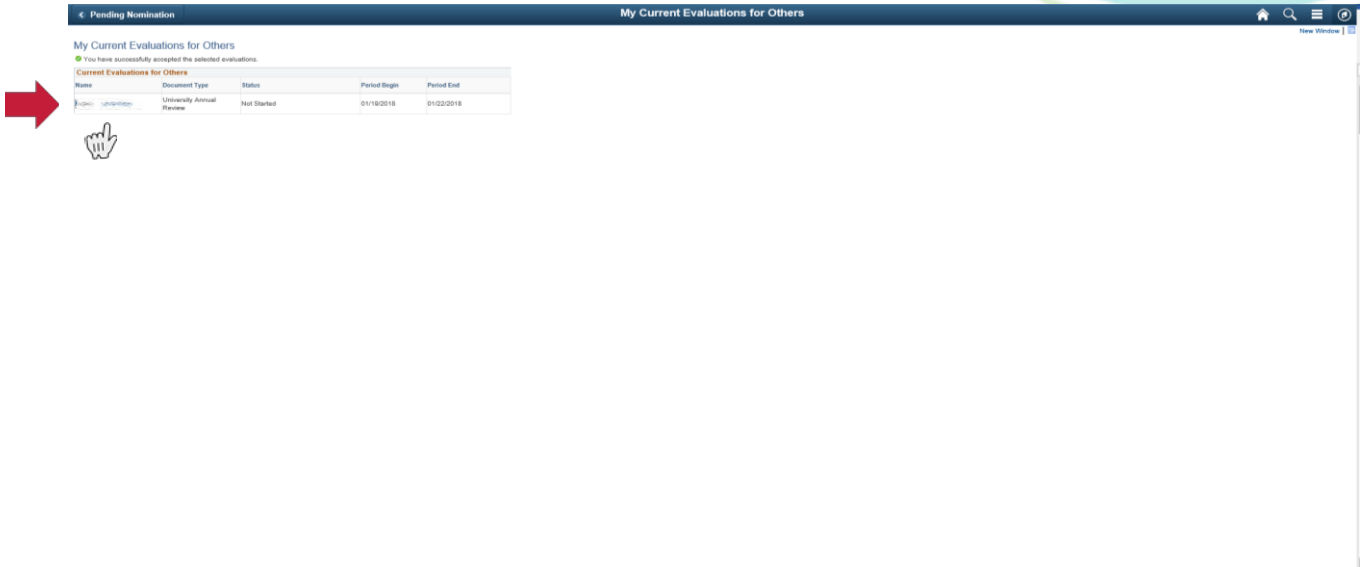 Pending Nomination
My Current Evaluations for Others
New Window |
My Current Evaluations for Others
You have successfully accepted the selected evaluations.
Current Evaluations for Others
Name Document Type Status Period Begin Period End
University Annual
Review
Not Started 01/19/2018 01/22/2018